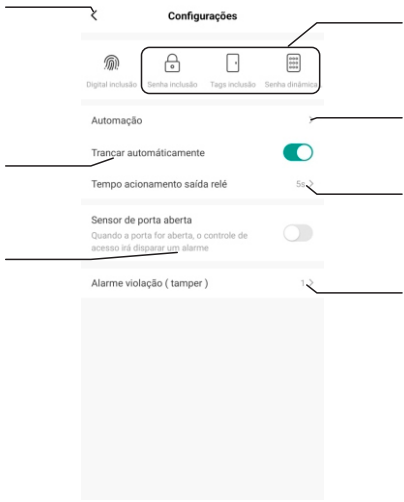 Configurações
Digital inclusão Senha inclusão Tags inclusão Senha dinâmica
Automação
Trancar automáticamente
Tempo acionamento saída relé 5s
Sensor de porta aberta
Quando a porta for aberta, o controle de
acesso irá disparar um alarme
Alarme violação ( tamper ) 1